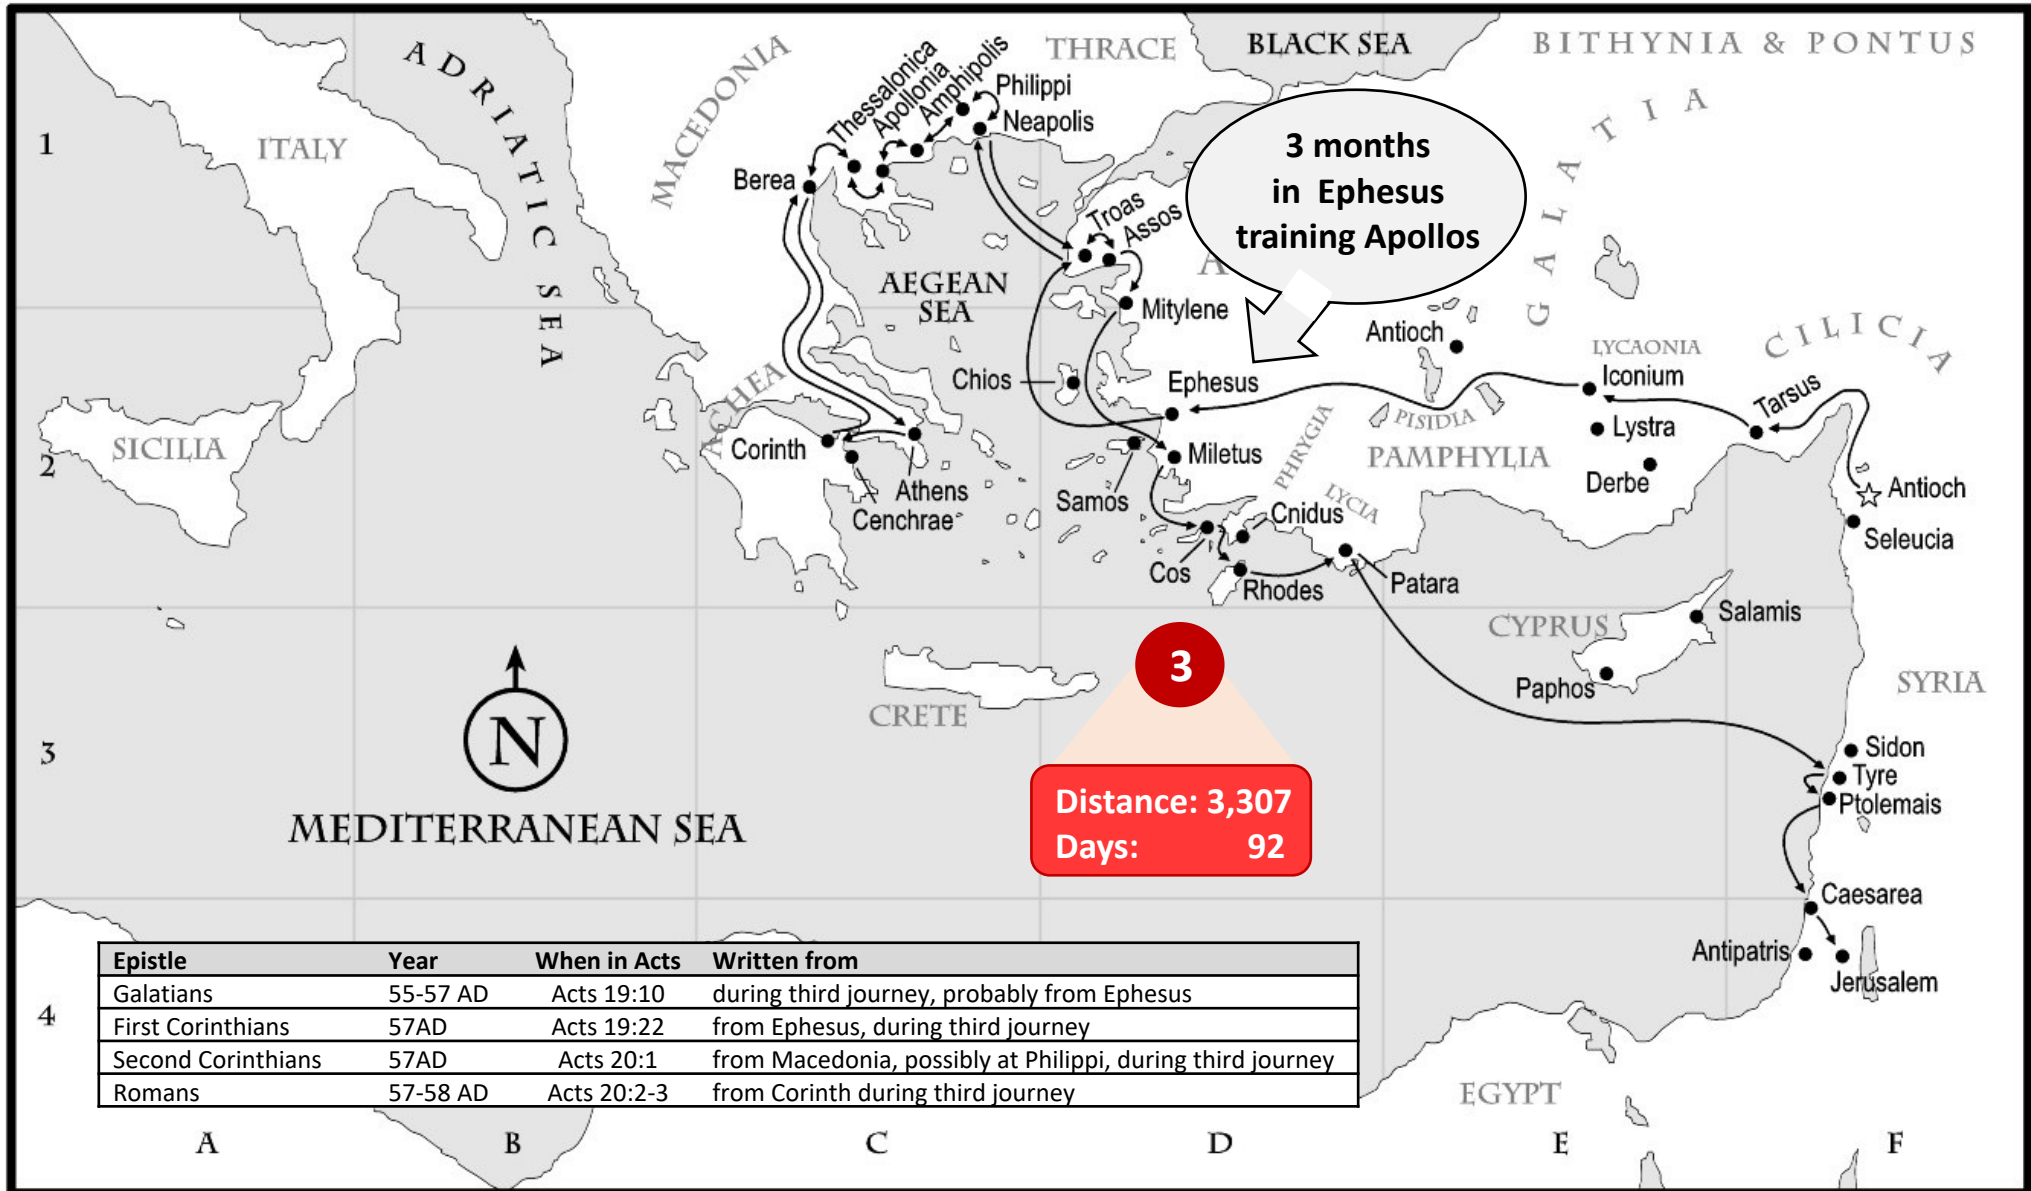 ADRIATIC SEA
MACEDONIA
THRACE
BLACK SEA
BITHYNIA & PONTUS
GALATIA
1
ITALY
Thessalonica
Apollonia
Amphipolis
Philippi
Neapolis
Berea
3 months
in Ephesus
training Apollos
Troas
Assos
A
AEGEAN
SEA
Mitylene
Antioch
LYCAONIA
CILICIA
Chios
Ephesus
Iconium
Tarsus
ACHEA
PHRYGIA
PISIDIA
Lystra
2
SICILIA
Corinth
Miletus
PAMPHYLIA
Derbe
Antioch
Athens
Samos
LYCIA
Cenchrae
Cnidus
Seleucia
Cos
Rhodes
Patara
CYPRUS
Salamis
3
Paphos
SYRIA
CRETE
N
3
Sidon
Tyre
Ptolemais
MEDITERRANEAN SEA
Distance: 3,307
Days: 92
Caesarea
Antipatris
Jerusalem
4
Epistle Year When in Acts Written from
Galatians 55-57 AD Acts 19:10 during third journey, probably from Ephesus
First Corinthians 57AD Acts 19:22 from Ephesus, during third journey
Second Corinthians 57AD Acts 20:1 from Macedonia, possibly at Philippi, during third journey
Romans 57-58 AD Acts 20:2-3 from Corinth during third journey
EGYPT
A B C D E F